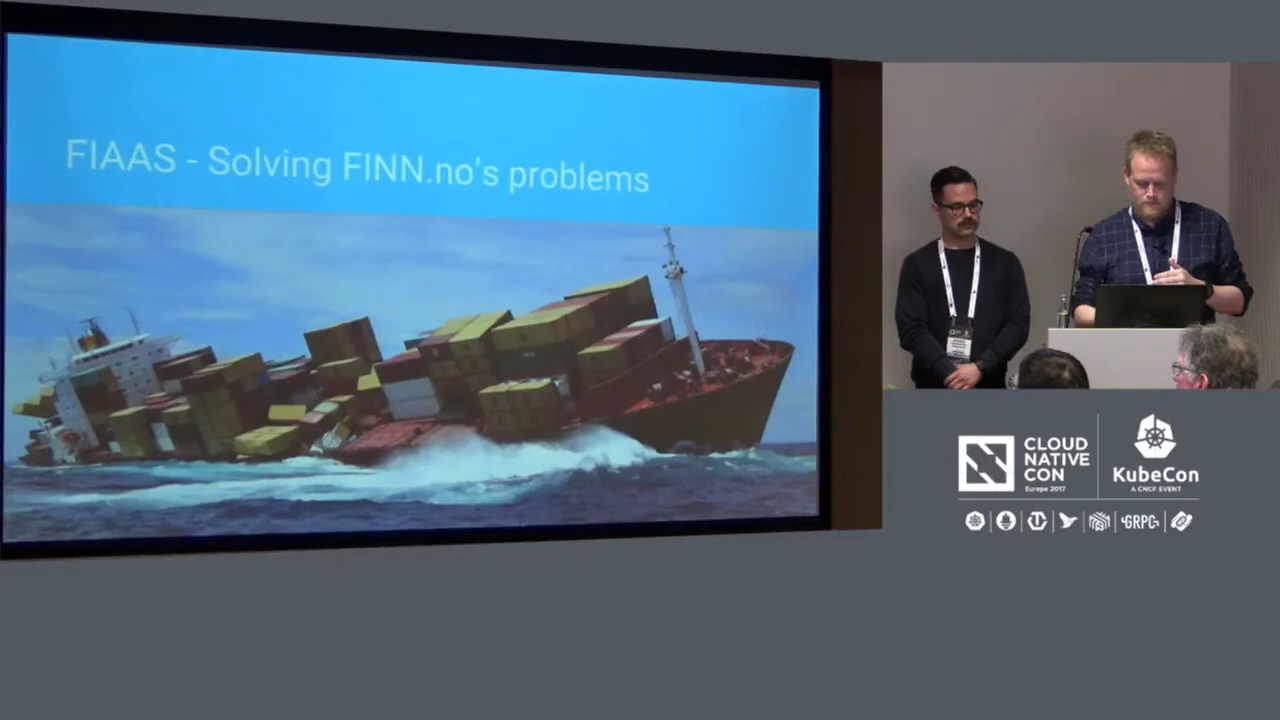 FIAAS - Solving FINN.no's problems
CLOUD
NATIVE
CON
Europe 2017
KubeCon
A CNCF EVENT
GRPC